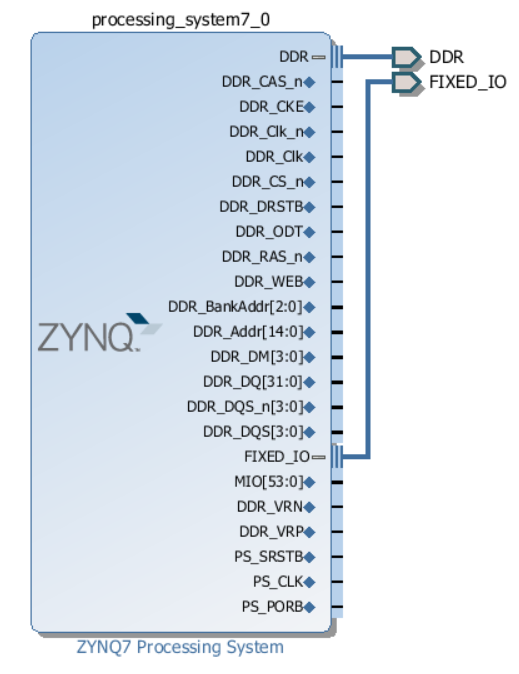 processing_system7_0
DDR
DDR
DDR_CAS_n
FIXED_IO
DDR_CKE
DDR_Clk_n
DDR_Clk
DDR_CS_n
DDR_DRSTB
DDR_ODT
DDR_RAS_n
DDR_WEB
DDR_BankAddr[2:0]
DDR_Addr[14:0]
ZYNQ
DDR_DM[3:0]
DDR_DQ[31:0]
DDR_DQS_n[3:0]
DDR_DQS[3:0]
FIXED_IO
MIO[53:0]
DDR_VRN
DDR_VRP
PS_SRSTB
PS_CLK
PS_PORB
ZYNQ7 Processing System